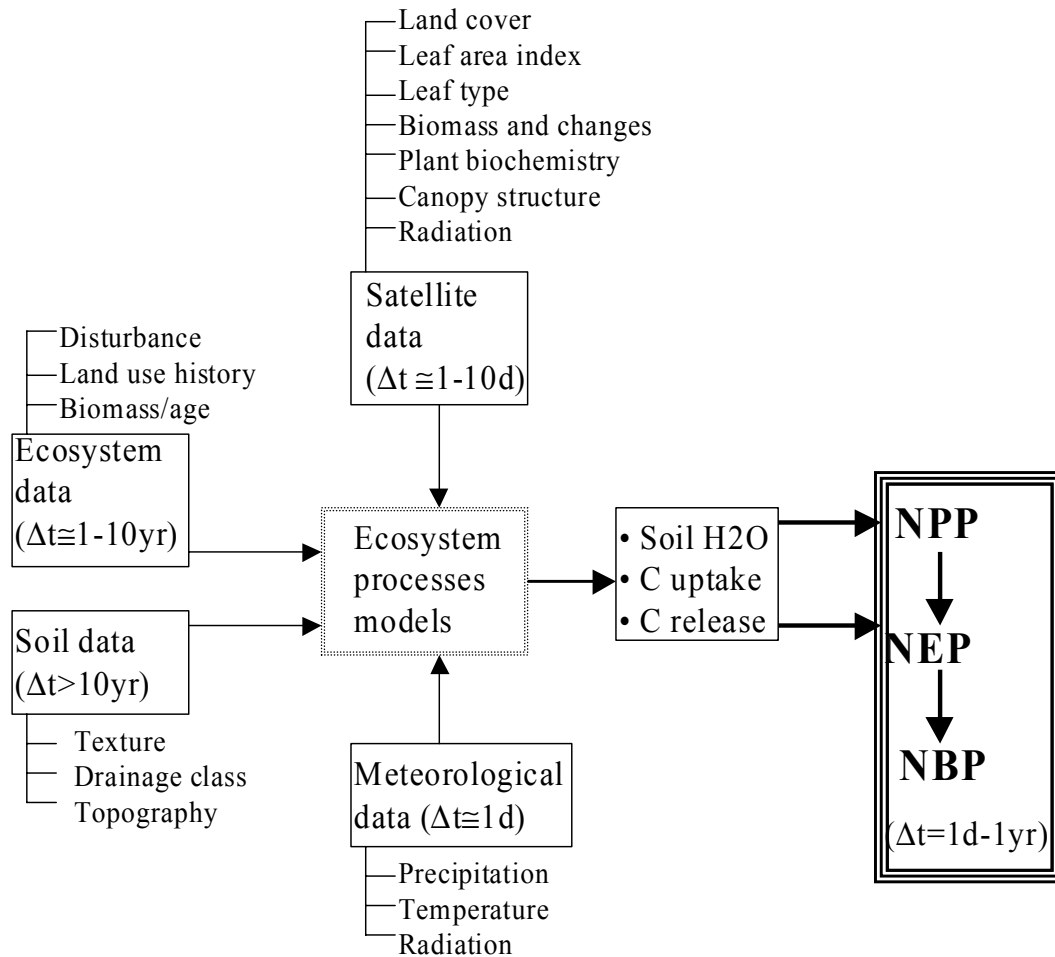 Land cover
Leaf area index
Leaf type
Biomass and changes
Plant biochemistry
Canopy structure
Radiation
Satellite
data
(Δt ≅1-10d)
Disturbance
Land use history
Biomass/age
Ecosystem
data
(Δt≅1-10yr)
Soil data
(Δt>10yr)
Texture
Drainage class
Topography
Ecosystem
processes
models
Meteorological
data (Δt≅1d)
Precipitation
Temperature
Radiation
• Soil H2O
• C uptake
• C release
NPP
NEP
NBP
(Δt=1d-1yr)